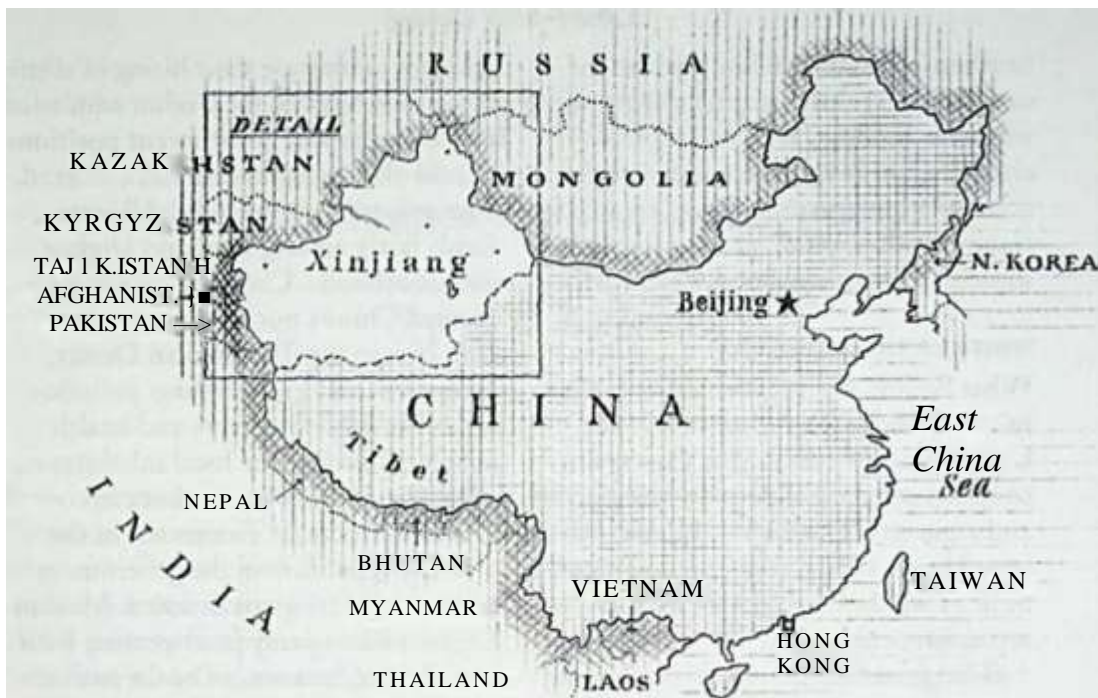 RUSSIA
DETAIL
KAZAKHSTAN
MONGOLIA
KYRGYZSTAN
Xinjiang
N. KOREA
TAJ l K.ISTAN H
AFGHANIST.
PAKISTAN
Beijing
CHINA
East
China
Sea
Tibet
NEPAL
INDIA
BHUTAN
VIETNAM
TAIWAN
MYANMAR
HONG
KONG
THAILAND
LAOS